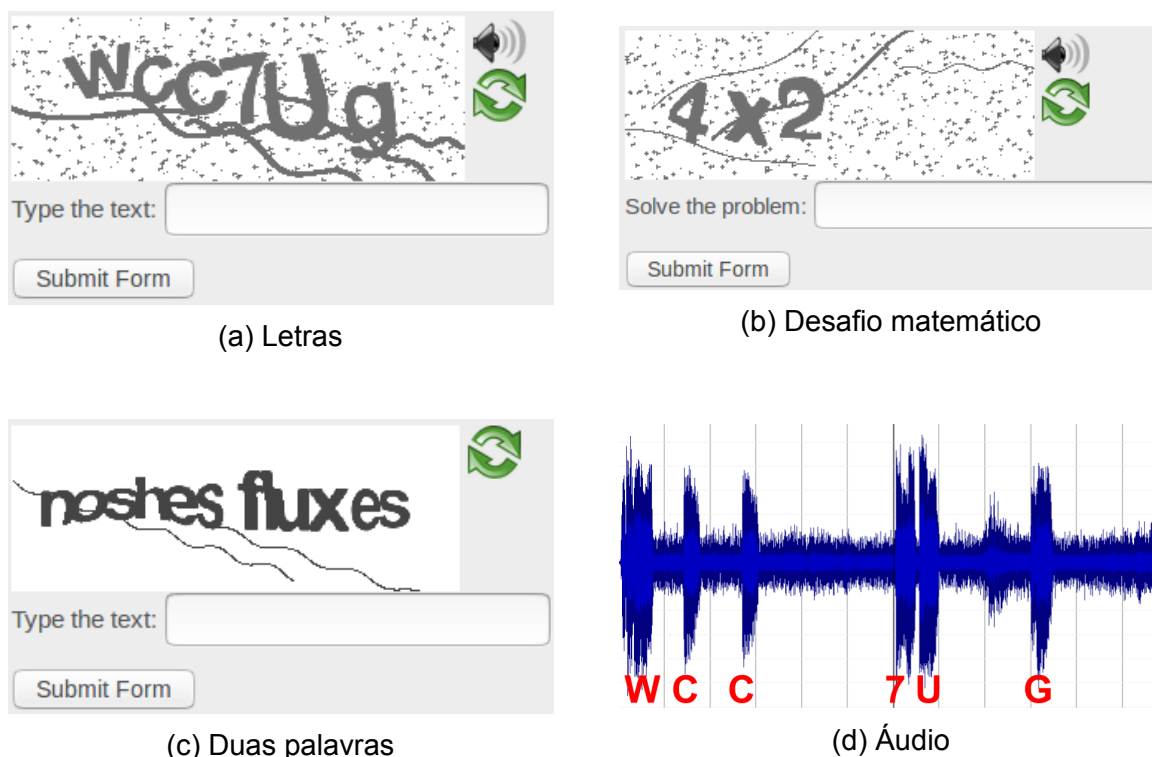 wcc7Ug
Type the text:
Submit Form
(a) Letras
4x2
Solve the problem:
Submit Form
(b) Desafio matemático
noshes fluxes
Type the text:
Submit Form
(c) Duas palavras
W C C 7 U G
(d) Áudio